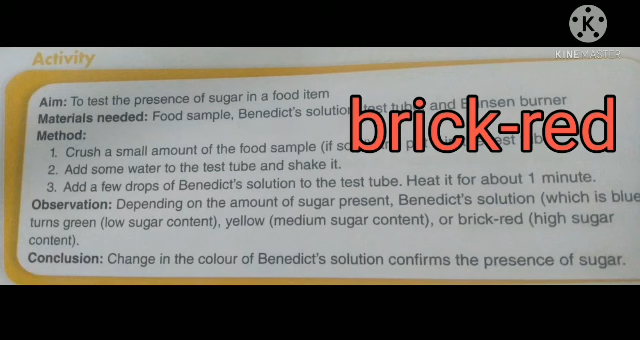 KINEMASTER
Activity
Aim: To test the presence of sugar in a food item
Materials needed: Food sample, Benedict's solution test tube and Bunsen burner
brick-red
Method:
1. Crush a small amount of the food sample (if
2. Add some water to the test tube and shake it.
3. Add a few drops of Benedict's solution to the test tube. Heat it for about 1 minute.
Observation: Depending on the amount of sugar present, Benedict's solution (which is blue
turns green (low sugar content), yellow (medium sugar content), or brick-red (high sugar
content).
Conclusion: Change in the colour of Benedict's solution confirms the presence of sugar.